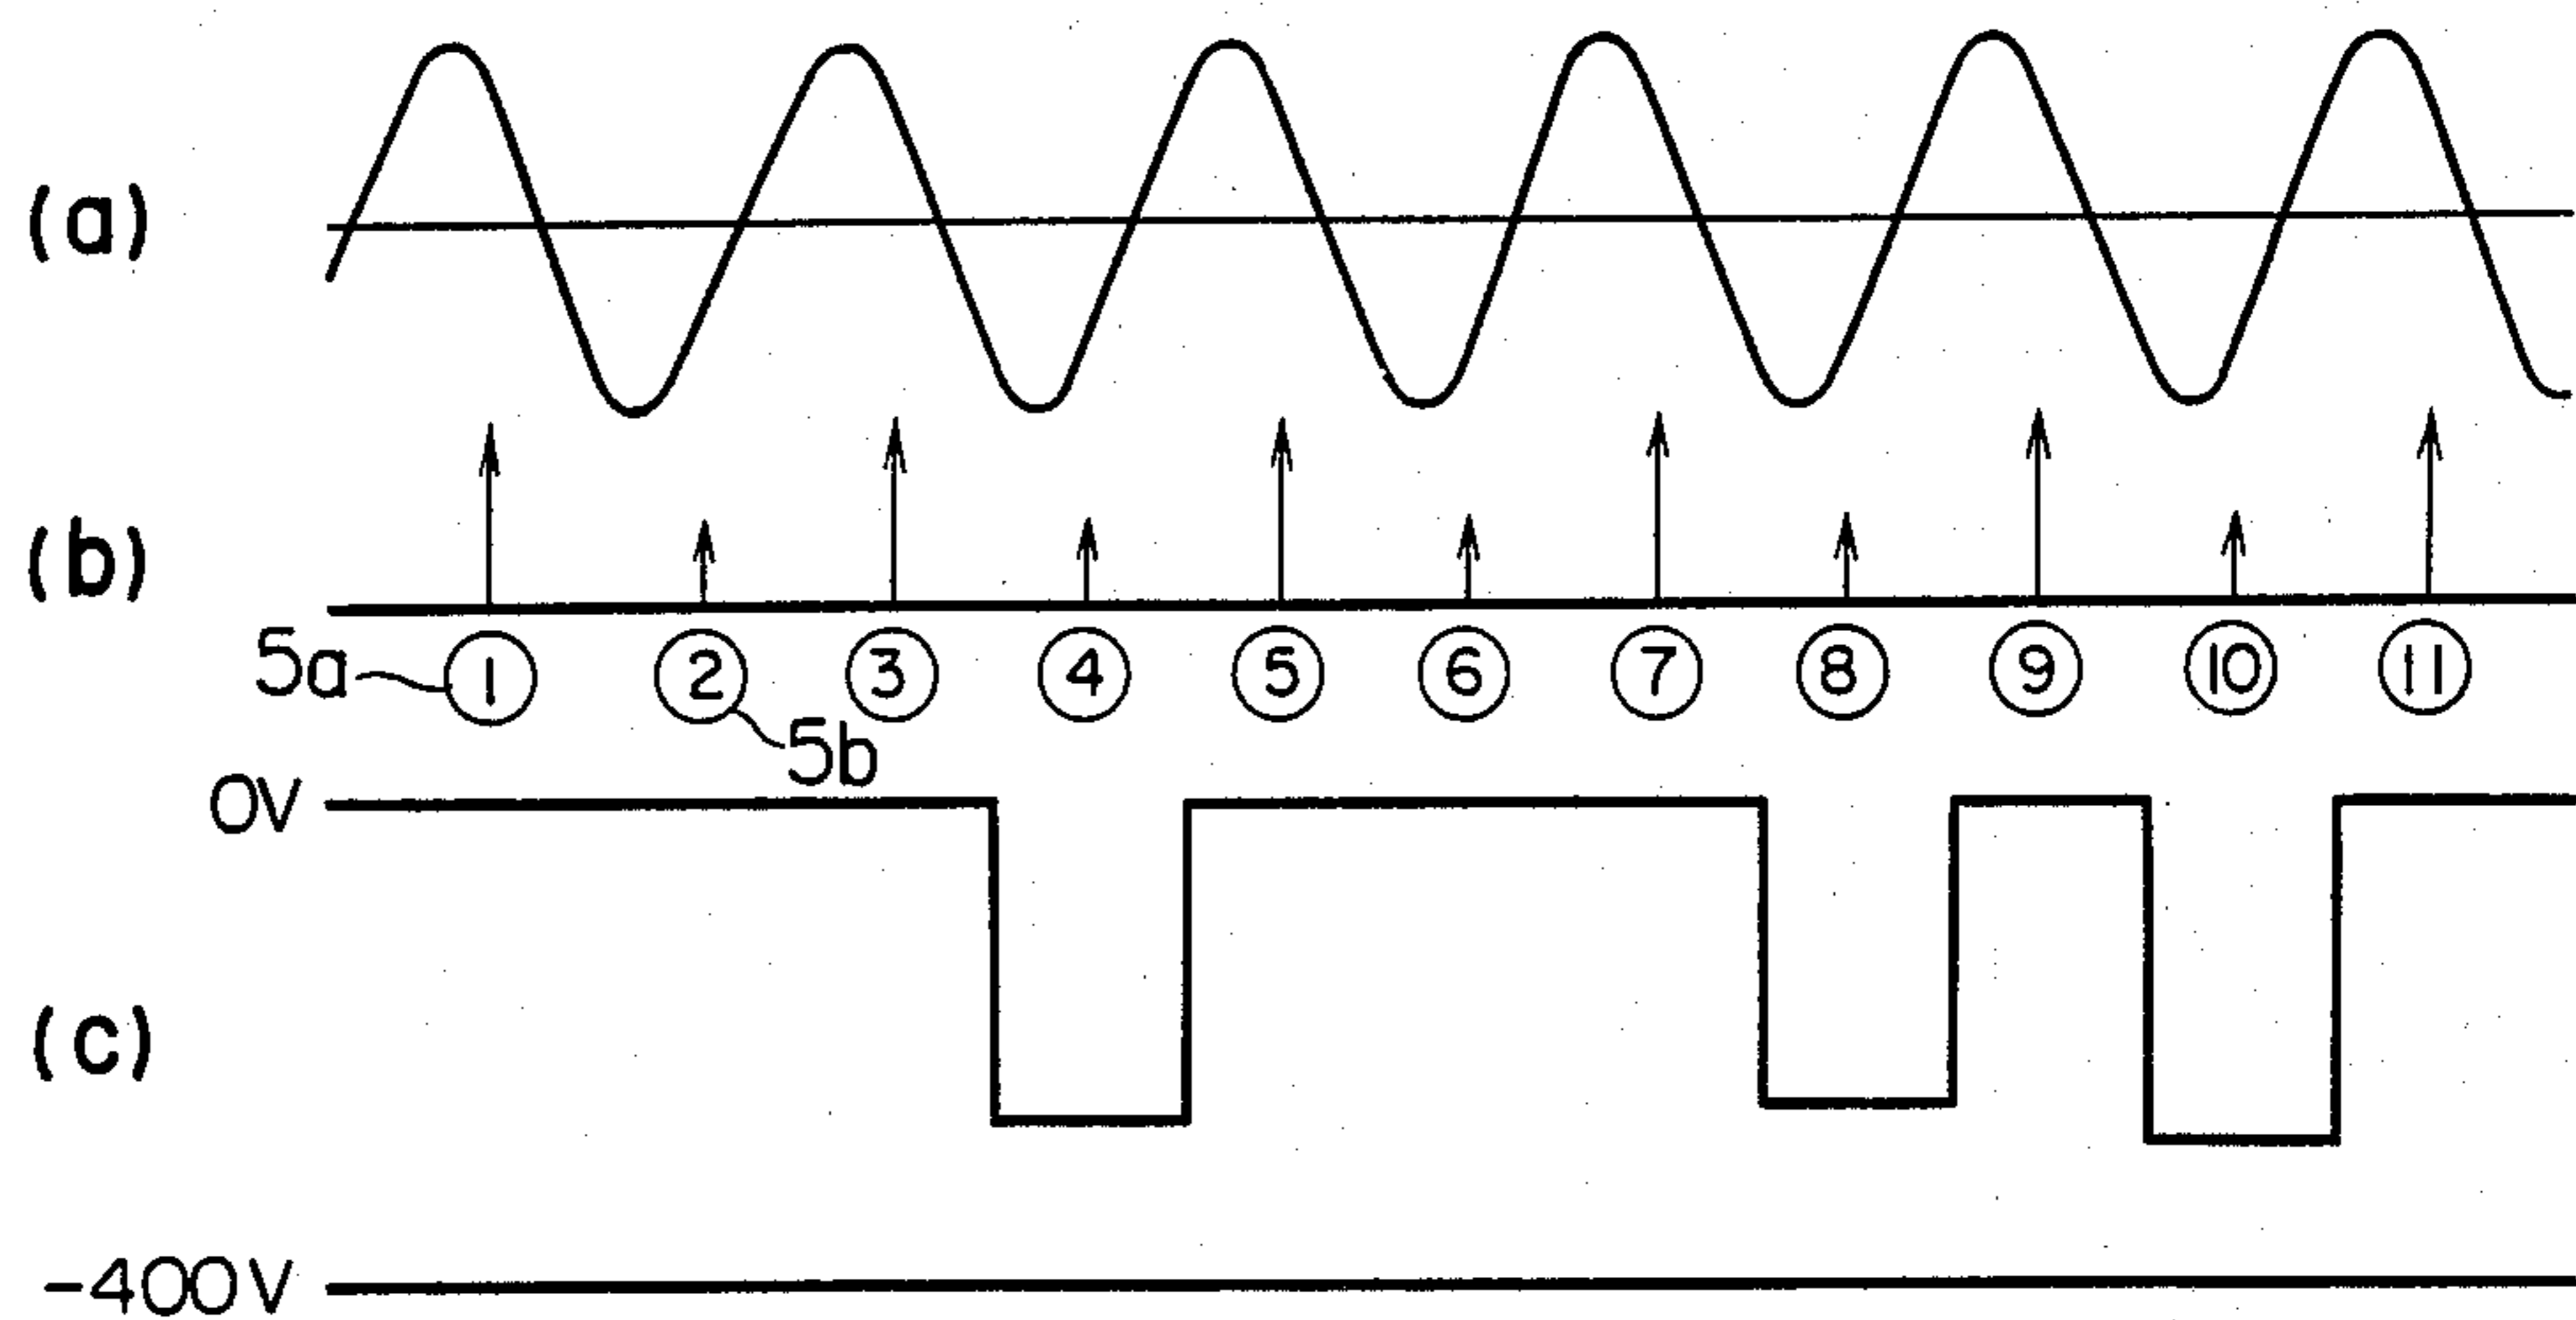 (a)
(b)
5a ① ② ③ ④ ⑤ ⑥ ⑦ ⑧ ⑨ ⑩ ⑪
5b
0V
(c)
-400V